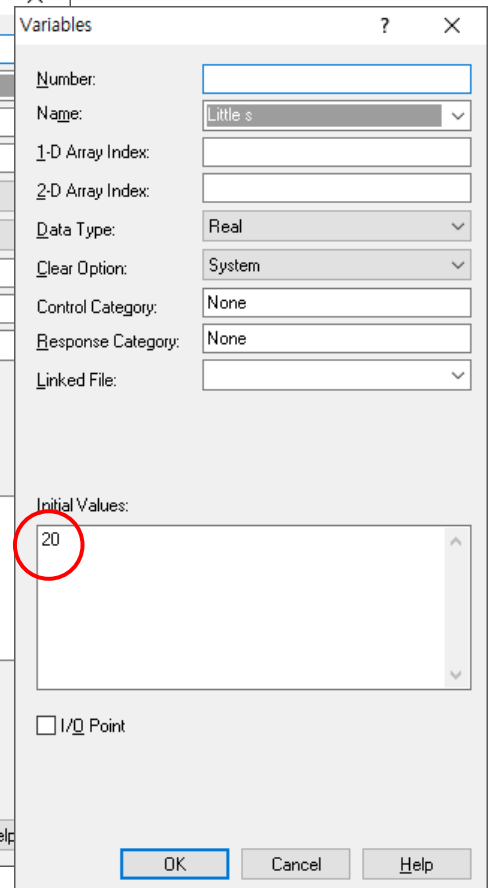 Variables ?
Number:
Name: Little s
1-D Array Index:
2-D Array Index:
Data Type: Real
Clear Option: System
Control Category: None
Response Category: None
Linked File:
Initial Values:
20
I/O Point
OK Cancel Help
elp